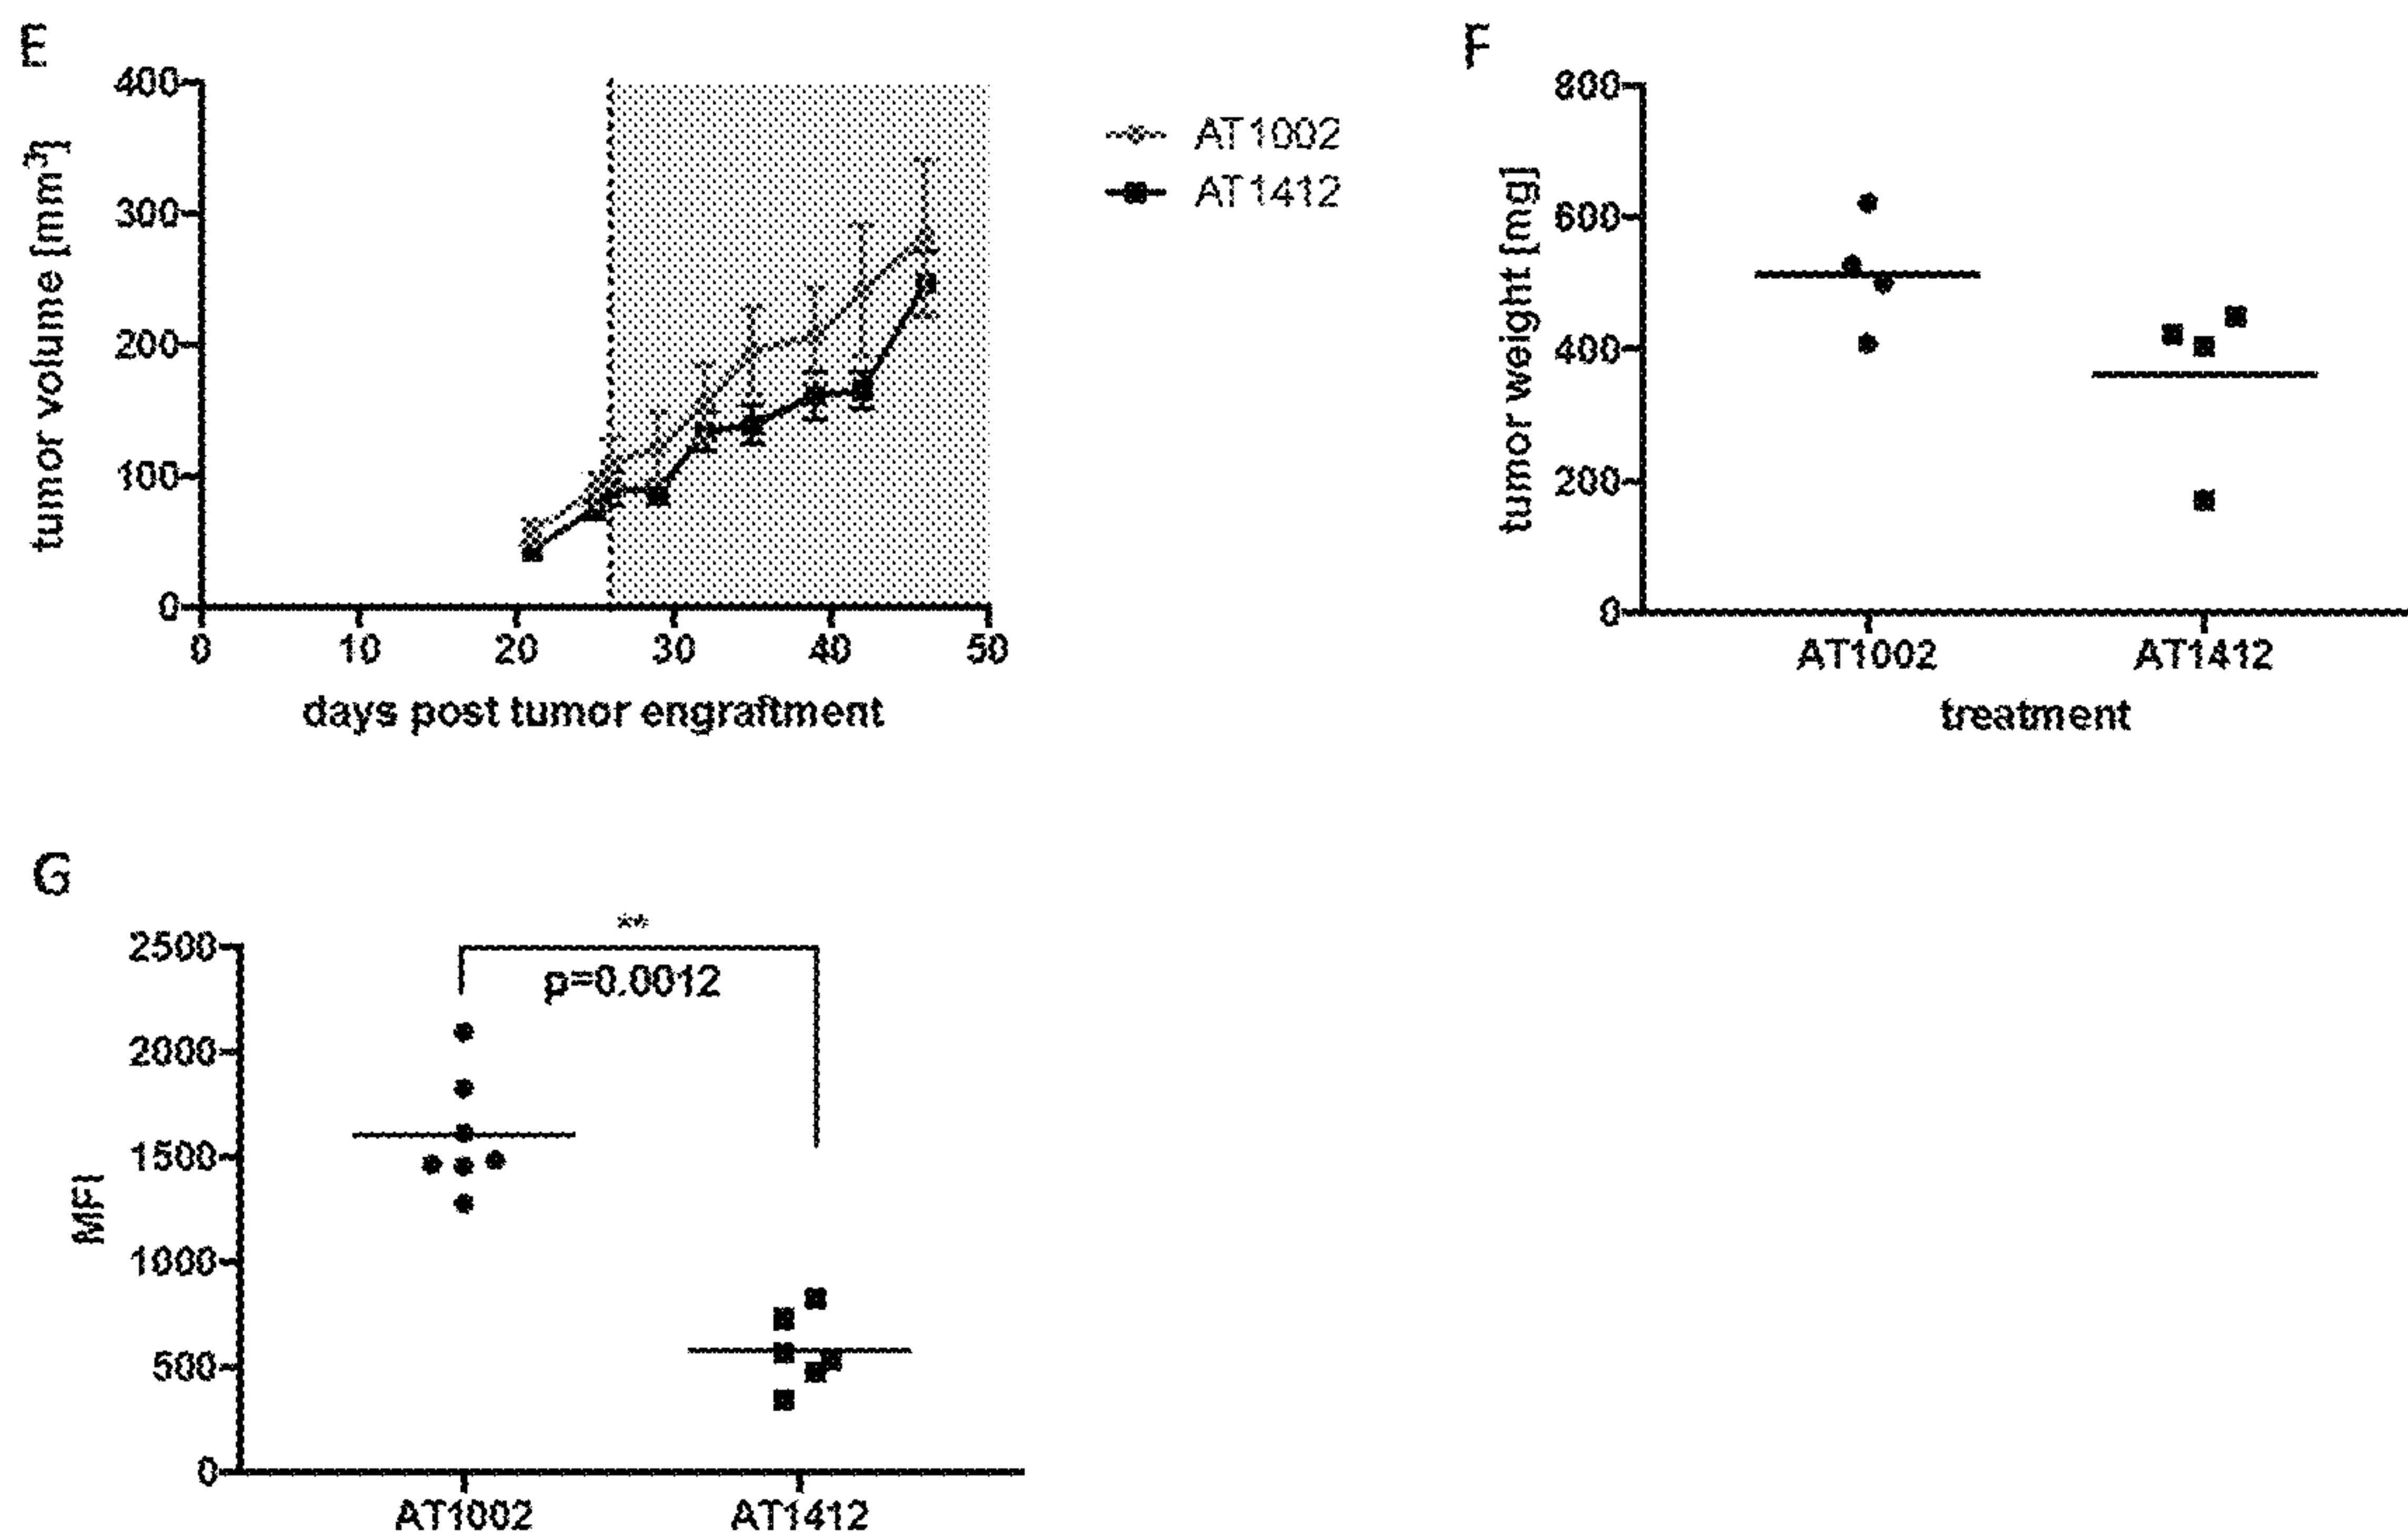 E
400
300
200
100
0
tumor volume [mm³]
0 10 20 30 40 50
days post tumor engraftment
AT1002
AT1412
F
800
600
400
200
0
tumor weight [mg]
AT1002 AT1412
treatment
G
**
p=0.0012
2500
2000
1500
1000
500
0
MFI
AT1002 AT1412